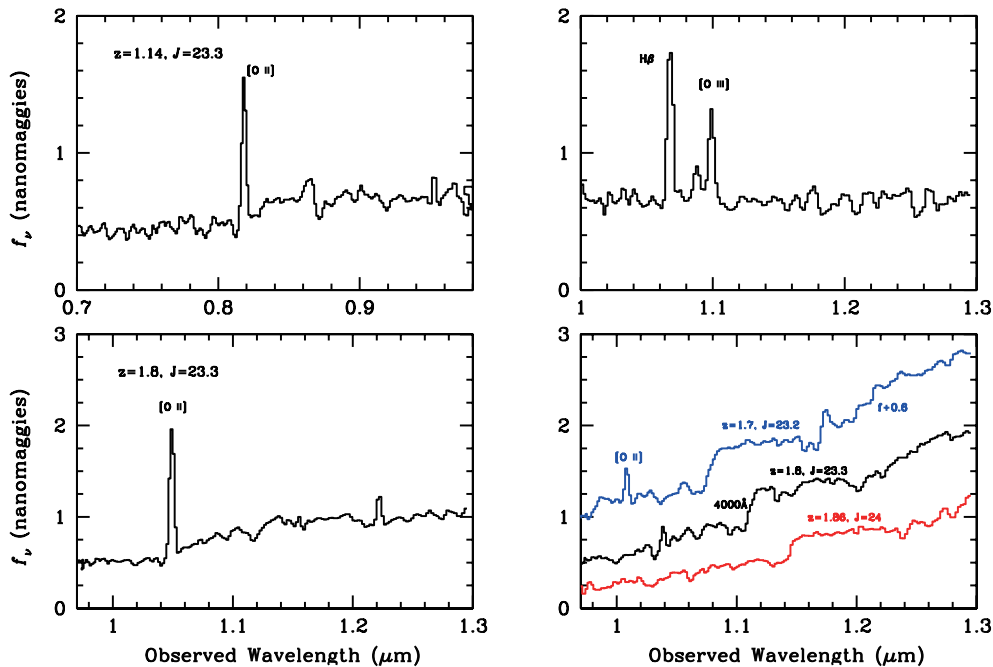 2
z=1.14, J=23.3
[O II]
1
0
0.7 0.8 0.9
fν (nanomaggies)
2
Hβ
[O III]
1
0
1 1.1 1.2 1.3
3
z=1.8, J=23.3
[O II]
2
1
0
1 1.1 1.2 1.3
fν (nanomaggies)
Observed Wavelength (μm)
3
f+0.6
z=1.7, J=23.2
2
[O II]
z=1.8, J=23.3
4000Å
z=1.86, J=24
1
0
1 1.1 1.2 1.3
Observed Wavelength (μm)